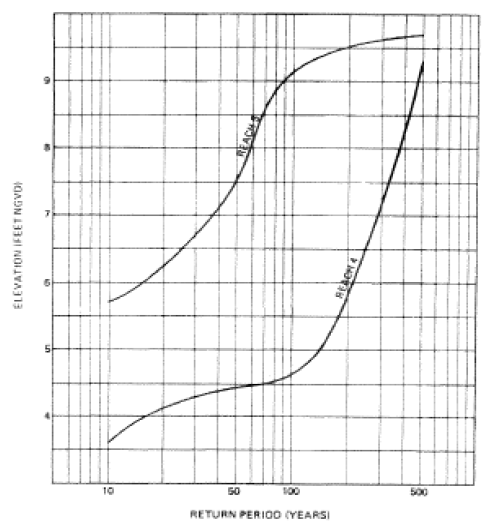 9
8
7
6
5
4
ELEVATION (FEET NGVD)
REACH 5
REACH 4
10 50 100 500
RETURN PERIOD (YEARS)